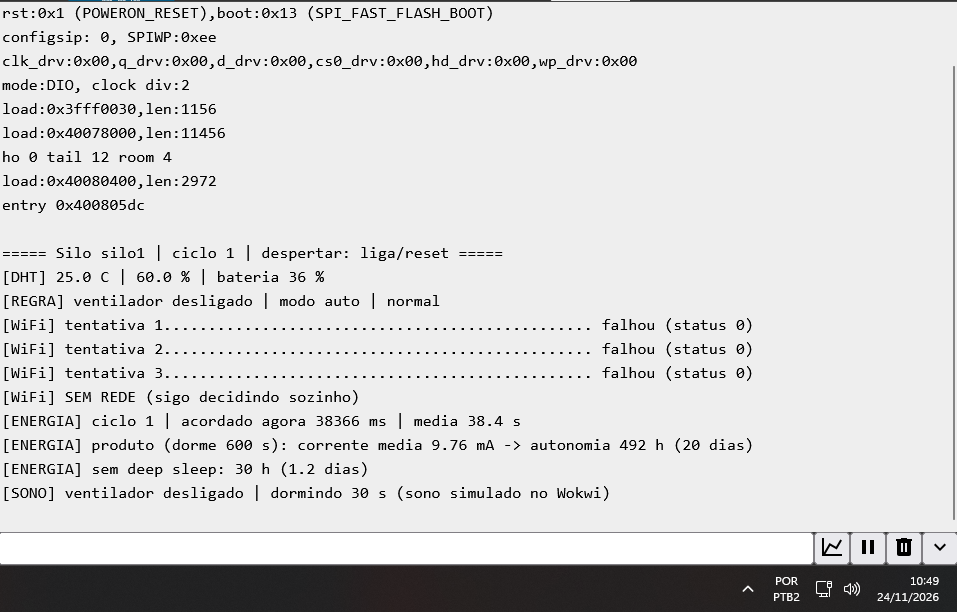 rst:0x1 (POWERON_RESET),boot:0x13 (SPI_FAST_FLASH_BOOT)
configsip: 0, SPIWP:0xee
clk_drv:0x00,q_drv:0x00,d_drv:0x00,cs0_drv:0x00,hd_drv:0x00,wp_drv:0x00
mode:DIO, clock div:2
load:0x3fff0030,len:1156
load:0x40078000,len:11456
ho 0 tail 12 room 4
load:0x40080400,len:2972
entry 0x400805dc
===== Silo silo1 | ciclo 1 | despertar: liga/reset =====
[DHT] 25.0 C | 60.0 % | bateria 36 %
[REGRA] ventilador desligado | modo auto | normal
[WiFi] tentativa 1................................................ falhou (status 0)
[WiFi] tentativa 2................................................ falhou (status 0)
[WiFi] tentativa 3................................................ falhou (status 0)
[WiFi] SEM REDE (sigo decidindo sozinho)
[ENERGIA] ciclo 1 | acordado agora 38366 ms | media 38.4 s
[ENERGIA] produto (dorme 600 s): corrente media 9.76 mA -> autonomia 492 h (20 dias)
[ENERGIA] sem deep sleep: 30 h (1.2 dias)
[SONO] ventilador desligado | dormindo 30 s (sono simulado no Wokwi)
POR
PTB2
10:49
24/11/2026